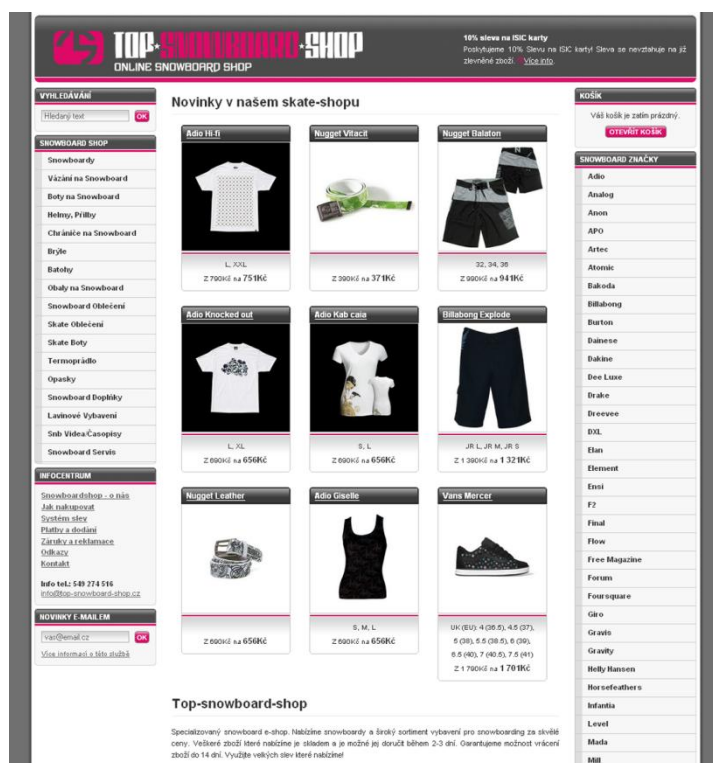 TOP*SNOWBOARD*SHOP
ONLINE SNOWBOARD SHOP
10% sleva na ISIC karty
Poskytujeme 10% Slevu na ISIC karty! Sleva se nevztahuje na již
zlevněné zboží. Více info.
VYHLEDÁVÁNÍ
Hledaný text OK
SNOWBOARD SHOP
Snowboardy
Vázání na Snowboard
Boty na Snowboard
Helmy, Přilby
Chrániče na Snowboard
Brýle
Batohy
Obaly na Snowboard
Snowboard Oblečení
Skate Oblečení
Skate Boty
Termoprádlo
Opasky
Snowboard Doplňky
Lavinové Vybavení
Snb Videa/Časopisy
Snowboard Servis
INFOCENTRUM
Snowboardshop - o nás
Jak nakupovat
Systém slev
Platby a dodání
Záruky a reklamace
Odkazy
Kontakt
Info tel.: 549 274 516
info@top-snowboard-shop.cz
NOVINKY E-MAILEM
vas@email.cz OK
Více informací o této službě
Novinky v našem skate-shopu
Adio Hi-fi
L, XXL
Z 790Kč na 751Kč
Nugget Vitacit
Z 390Kč na 371Kč
Nugget Balaton
32, 34, 36
Z 990Kč na 941Kč
Adio Knocked out
L, XL
Z 690Kč na 656Kč
Adio Kab caia
S, L
Z 690Kč na 656Kč
Billabong Explode
JR L, JR M, JR S
Z 1 390Kč na 1 321Kč
Nugget Leather
Z 690Kč na 656Kč
Adio Giselle
S, M, L
Z 690Kč na 656Kč
Vans Mercer
UK (EU): 4 (36.5), 4.5 (37),
5 (38), 5.5 (38.5), 6 (39),
6.5 (40), 7 (40.5), 7.5 (41)
Z 1 790Kč na 1 701Kč
Top-snowboard-shop
Specializovaný snowboard e-shop. Nabízíme snowboardy a široký sortiment vybavení pro snowboarding za skvělé
ceny. Veškeré zboží které nabízíme je skladem a je možné jej doručit během 2-3 dní. Garantujeme možnost vrácení
zboží do 14 dní. Využijte velkých slev které nabízíme!
KOŠÍK
Váš košík je zatím prázdný.
OTEVŘÍT KOŠÍK
SNOWBOARD ZNAČKY
Adio
Analog
Anon
APO
Artec
Atomic
Bakoda
Billabong
Burton
Dainese
Dakine
Dee Luxe
Drake
Dreevee
DXL
Elan
Element
Ensi
F2
Final
Flow
Free Magazine
Forum
Foursquare
Giro
Gravis
Gravity
Helly Hansen
Horsefeathers
Infantia
Level
Mada
Mill